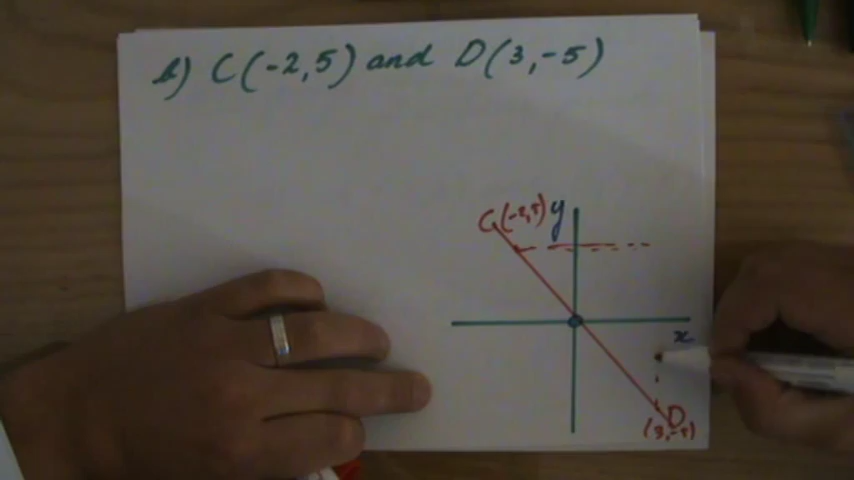 b) C(-2,5) and D(3,-5)
C(-2,5) y
x
D
(3,-5)